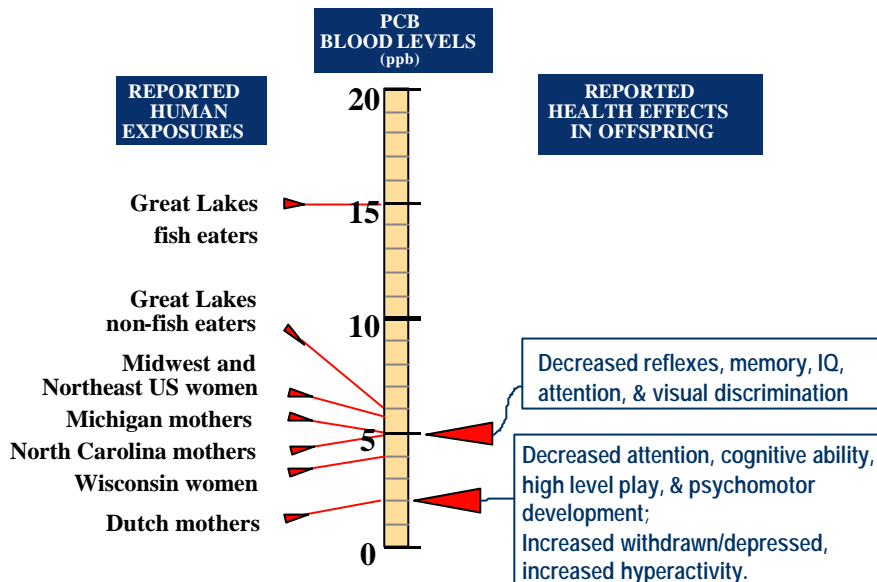 PCB
BLOOD LEVELS
(ppb)
REPORTED
HUMAN
EXPOSURES
REPORTED
HEALTH EFFECTS
IN OFFSPRING
20
15
10
5
0
Great Lakes
fish eaters
Great Lakes
non-fish eaters
Midwest and
Northeast US women
Michigan mothers
North Carolina mothers
Wisconsin women
Dutch mothers
Decreased reflexes, memory, IQ,
attention, & visual discrimination
Decreased attention, cognitive ability,
high level play, & psychomotor
development;
Increased withdrawn/depressed,
increased hyperactivity.